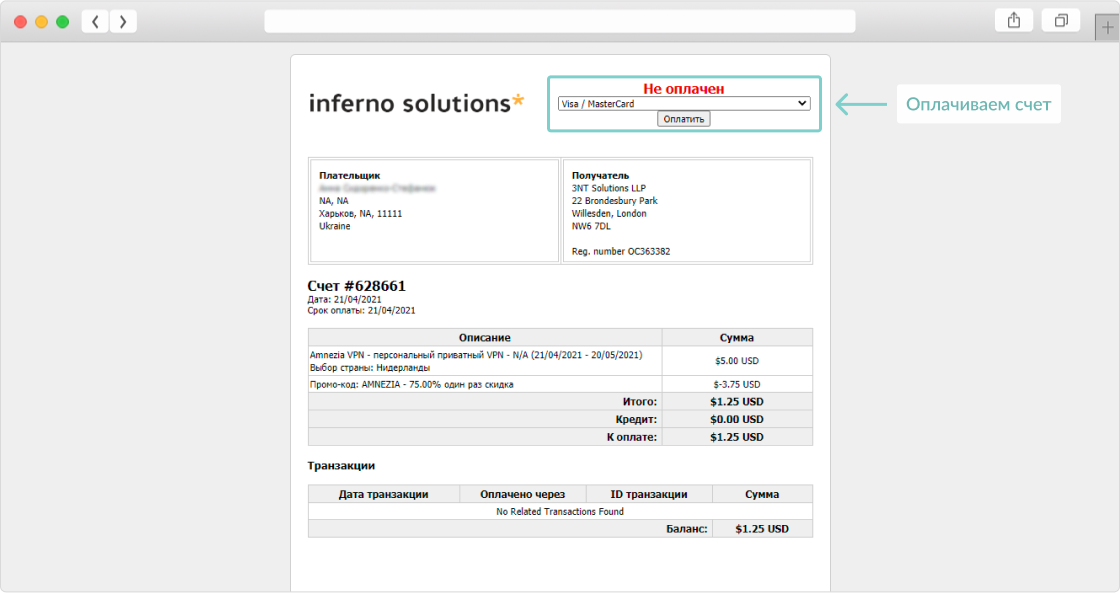 inferno solutions*
Не оплачен
Visa / MasterCard
Оплатить
Оплачиваем счет
Плательщик
NA, NA
Харьков, NA, 11111
Ukraine
Получатель
3NT Solutions LLP
22 Brondesbury Park
Willesden, London
NW6 7DL
Reg. number OC363382
Счет #628661
Дата: 21/04/2021
Срок оплаты: 21/04/2021
Описание Сумма
Amnezia VPN - персональный приватный VPN - N/A (21/04/2021 - 20/05/2021)
Выбор страны: Нидерланды
$5.00 USD
Промо-код: AMNEZIA - 75.00% один раз скидка $-3.75 USD
Итого: $1.25 USD
Кредит: $0.00 USD
К оплате: $1.25 USD
Транзакции
Дата транзакции Оплачено через ID транзакции Сумма
No Related Transactions Found
Баланс: $1.25 USD